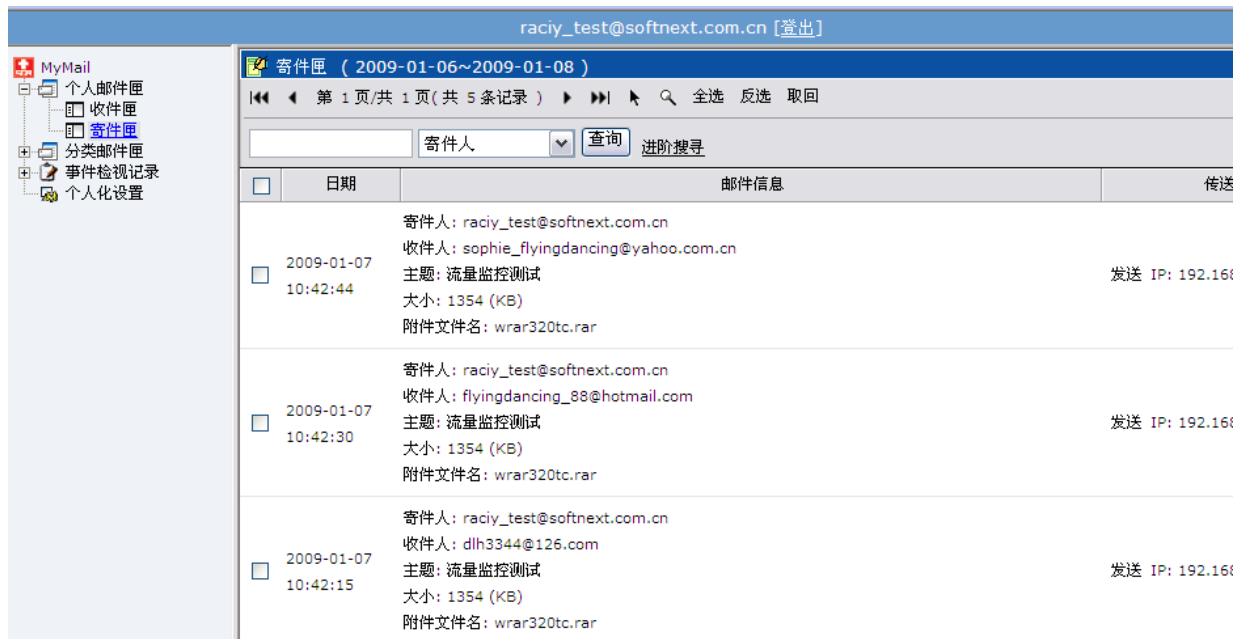 raciy_test@softnext.com.cn [登出]
MyMail
个人邮件匣
收件匣
寄件匣
分类邮件匣
事件检视记录
个人化设置
寄件匣 ( 2009-01-06~2009-01-08 )
第 1 页/共 1 页( 共 5 条记录 ) 全选 反选 取回
寄件人 查询 进阶搜寻
日期 邮件信息 传送
寄件人: raciy_test@softnext.com.cn
收件人: sophie_flyingdancing@yahoo.com.cn
2009-01-07
10:42:44
主题: 流量监控测试
发送 IP: 192.168
大小: 1354 (KB)
附件文件名: wrar320tc.rar
寄件人: raciy_test@softnext.com.cn
收件人: flyingdancing_88@hotmail.com
2009-01-07
10:42:30
主题: 流量监控测试
发送 IP: 192.168
大小: 1354 (KB)
附件文件名: wrar320tc.rar
寄件人: raciy_test@softnext.com.cn
收件人: dlh3344@126.com
2009-01-07
10:42:15
主题: 流量监控测试
发送 IP: 192.168
大小: 1354 (KB)
附件文件名: wrar320tc.rar